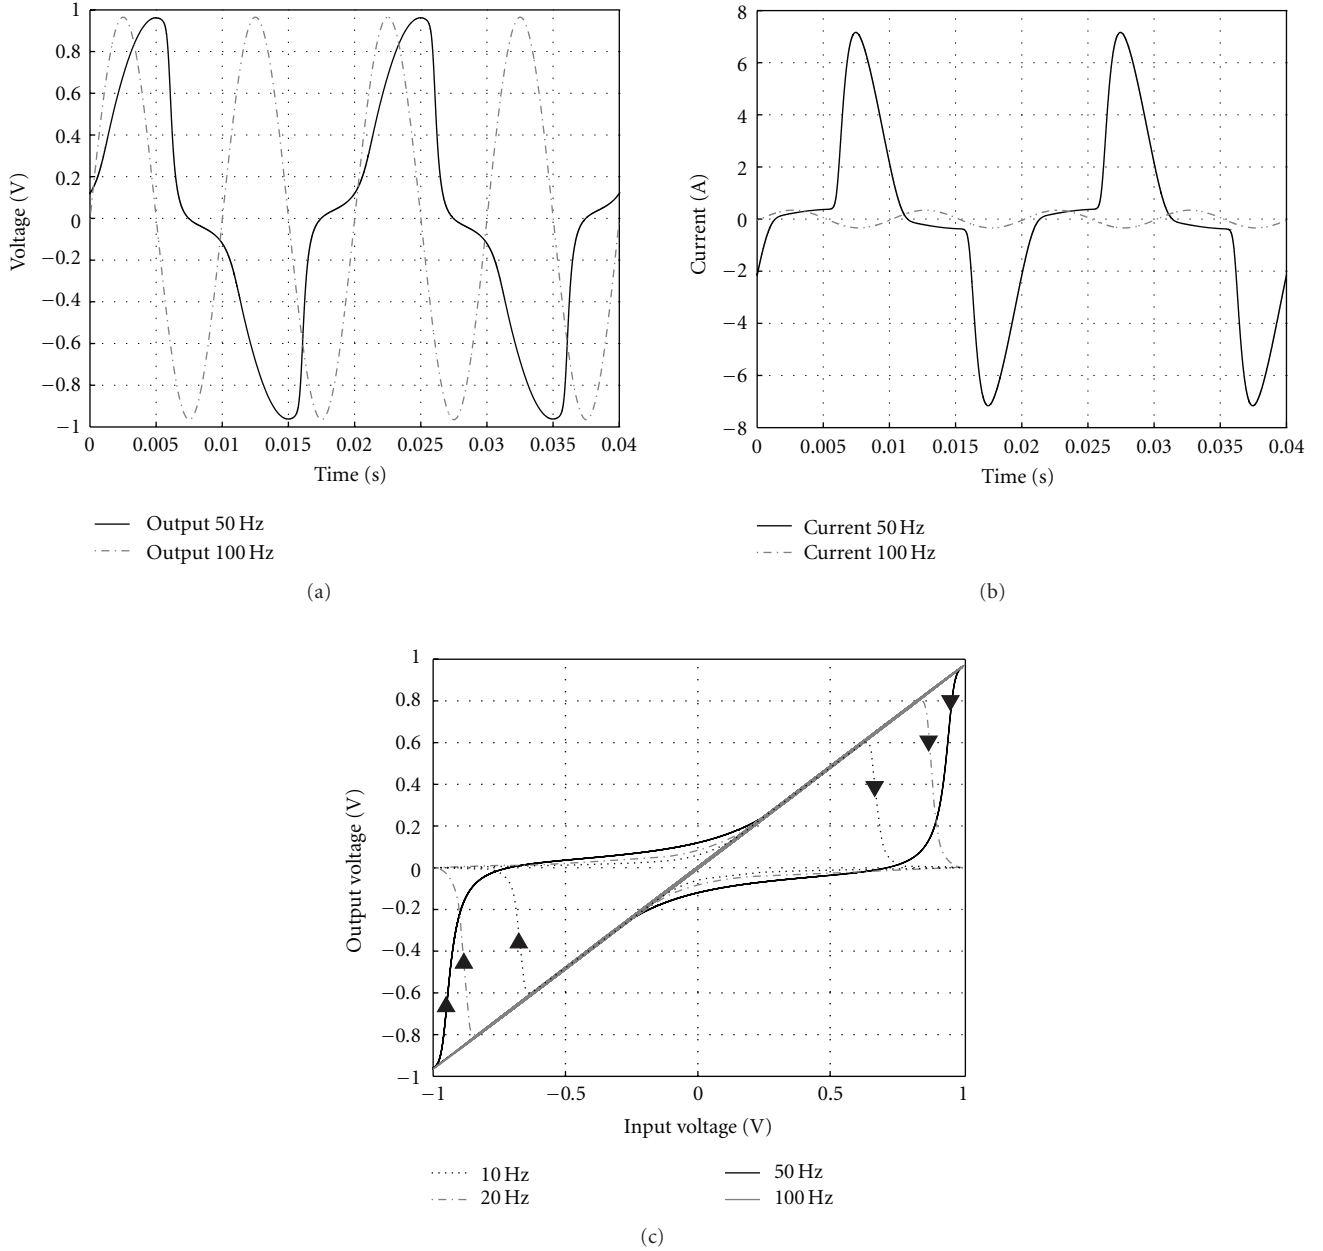 1
0.8
0.6
0.4
0.2
0
−0.2
−0.4
−0.6
−0.8
−1
Voltage (V)
0 0.005 0.01 0.015 0.02 0.025 0.03 0.035 0.04
Time (s)
Output 50 Hz
Output 100 Hz
(a)
8
6
4
2
0
−2
−4
−6
−8
Current (A)
0 0.005 0.01 0.015 0.02 0.025 0.03 0.035 0.04
Time (s)
Current 50 Hz
Current 100 Hz
(b)
1
0.8
0.6
0.4
0.2
0
−0.2
−0.4
−0.6
−0.8
−1
Output voltage (V)
−1 −0.5 0 0.5 1
Input voltage (V)
10 Hz
20 Hz
50 Hz
100 Hz
(c)